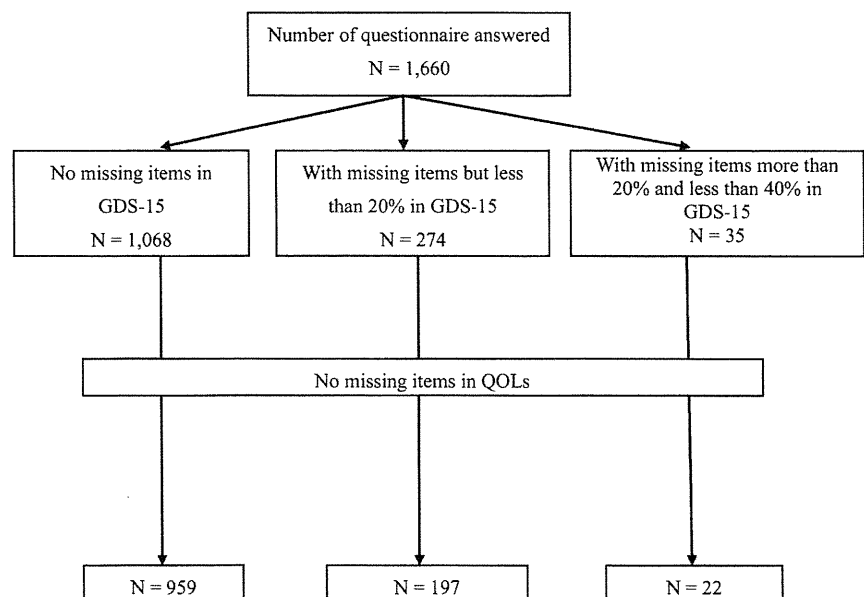 Number of questionnaire answered
N = 1,660
No missing items in
GDS-15
N = 1,068
With missing items but less
than 20% in GDS-15
N = 274
With missing items more than
20% and less than 40% in
GDS-15
N = 35
No missing items in QOLs
N = 959
N = 197
N = 22